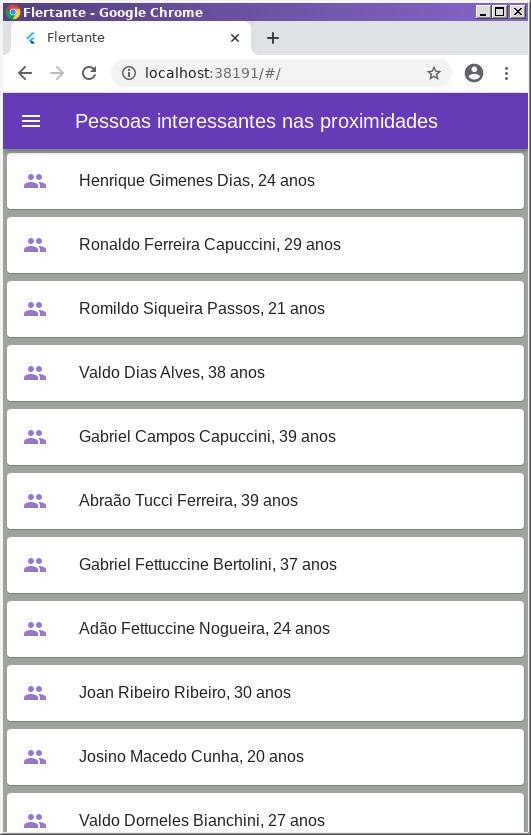 Flertante - Google Chrome
Flertante
localhost:38191/#/
Pessoas interessantes nas proximidades
Henrique Gimenes Dias, 24 anos
Ronaldo Ferreira Capuccini, 29 anos
Romildo Siqueira Passos, 21 anos
Valdo Dias Alves, 38 anos
Gabriel Campos Capuccini, 39 anos
Abraão Tucci Ferreira, 39 anos
Gabriel Fettuccine Bertolini, 37 anos
Adão Fettuccine Nogueira, 24 anos
Joan Ribeiro Ribeiro, 30 anos
Josino Macedo Cunha, 20 anos
Valdo Dorneles Bianchini, 27 anos